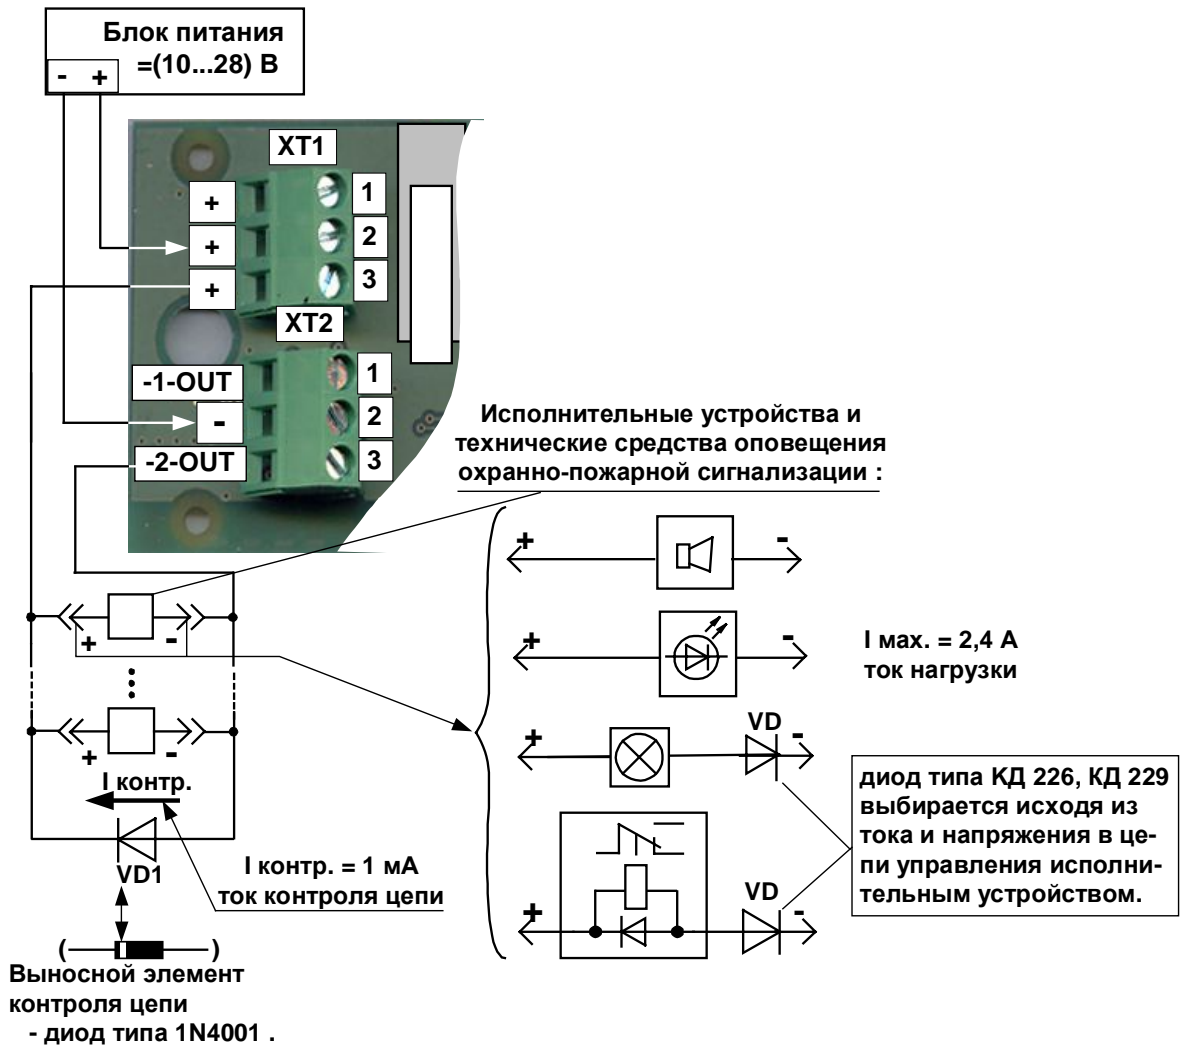 Блок питания
=(10...28) В
- +
XT1
+ 1
+ 2
+ 3
XT2
-1-OUT 1
- 2
-2-OUT 3
Исполнительные устройства и
технические средства оповещения
охранно-пожарной сигнализации :
+ -
+ -
+ -
I мах. = 2,4 А
ток нагрузки
+ -
VD
+ -
I контр.
VD1
I контр. = 1 мА
ток контроля цепи
диод типа КД 226, КД 229
выбирается исходя из
тока и напряжения в це-
пи управления исполни-
тельным устройством.
VD
+ -
( )
Выносной элемент
контроля цепи
- диод типа 1N4001 .